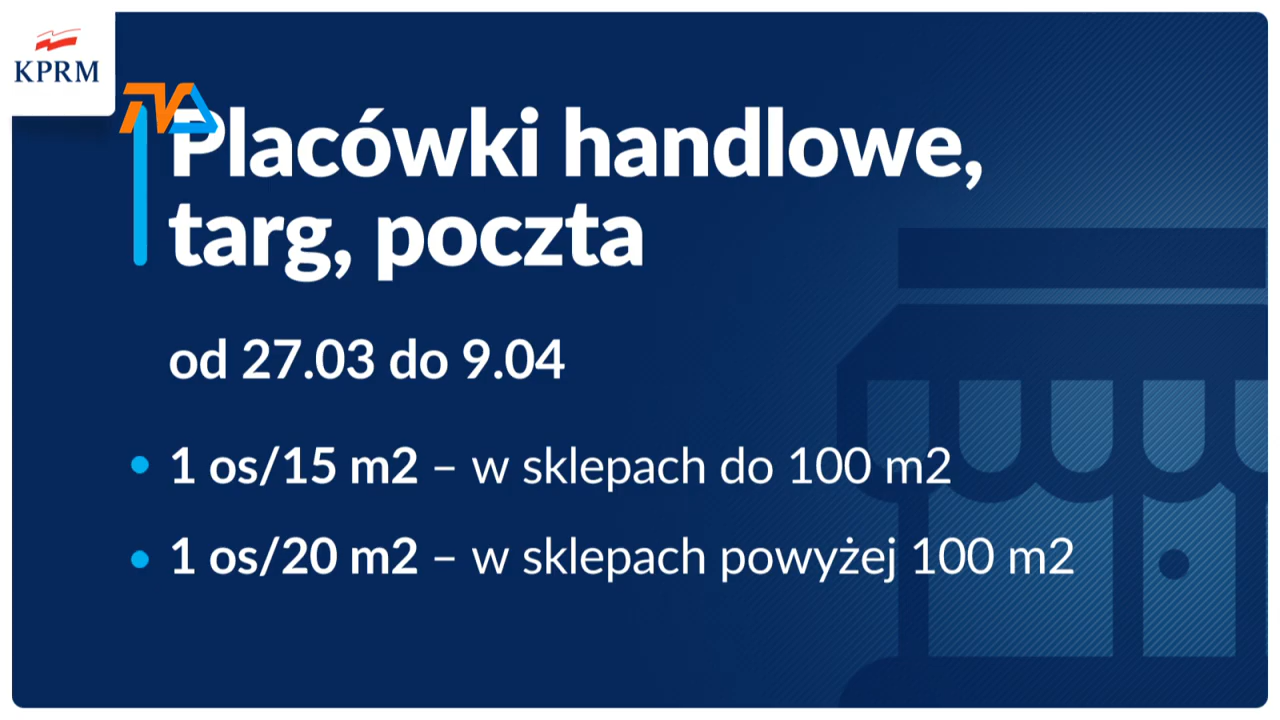 KPRM
TVS
Placówki handlowe,
targ, poczta
od 27.03 do 9.04
1 os/15 m2 – w sklepach do 100 m2
1 os/20 m2 – w sklepach powyżej 100 m2